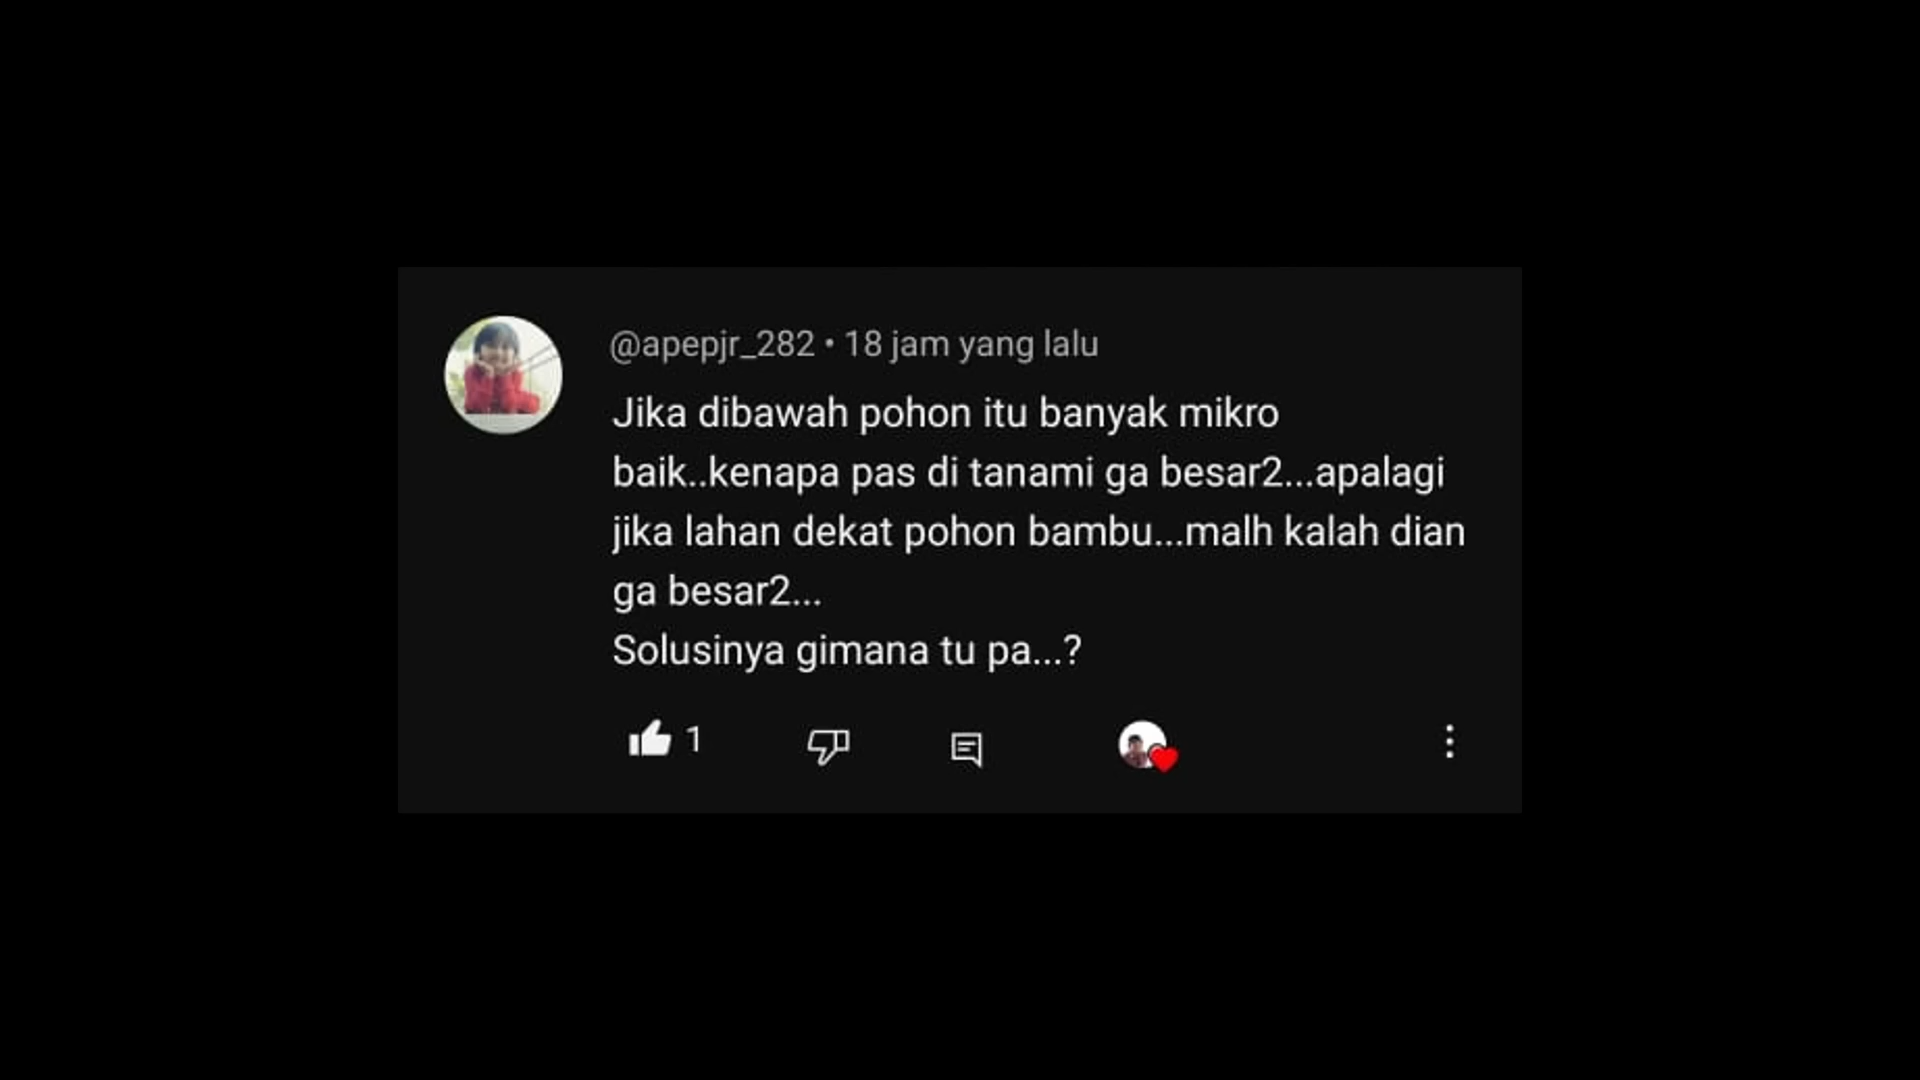 @apepjr_282 • 18 jam yang lalu
Jika dibawah pohon itu banyak mikro
baik..kenapa pas di tanami ga besar2...apalagi
jika lahan dekat pohon bambu...malh kalah dian
ga besar2...
Solusinya gimana tu pa...?
1